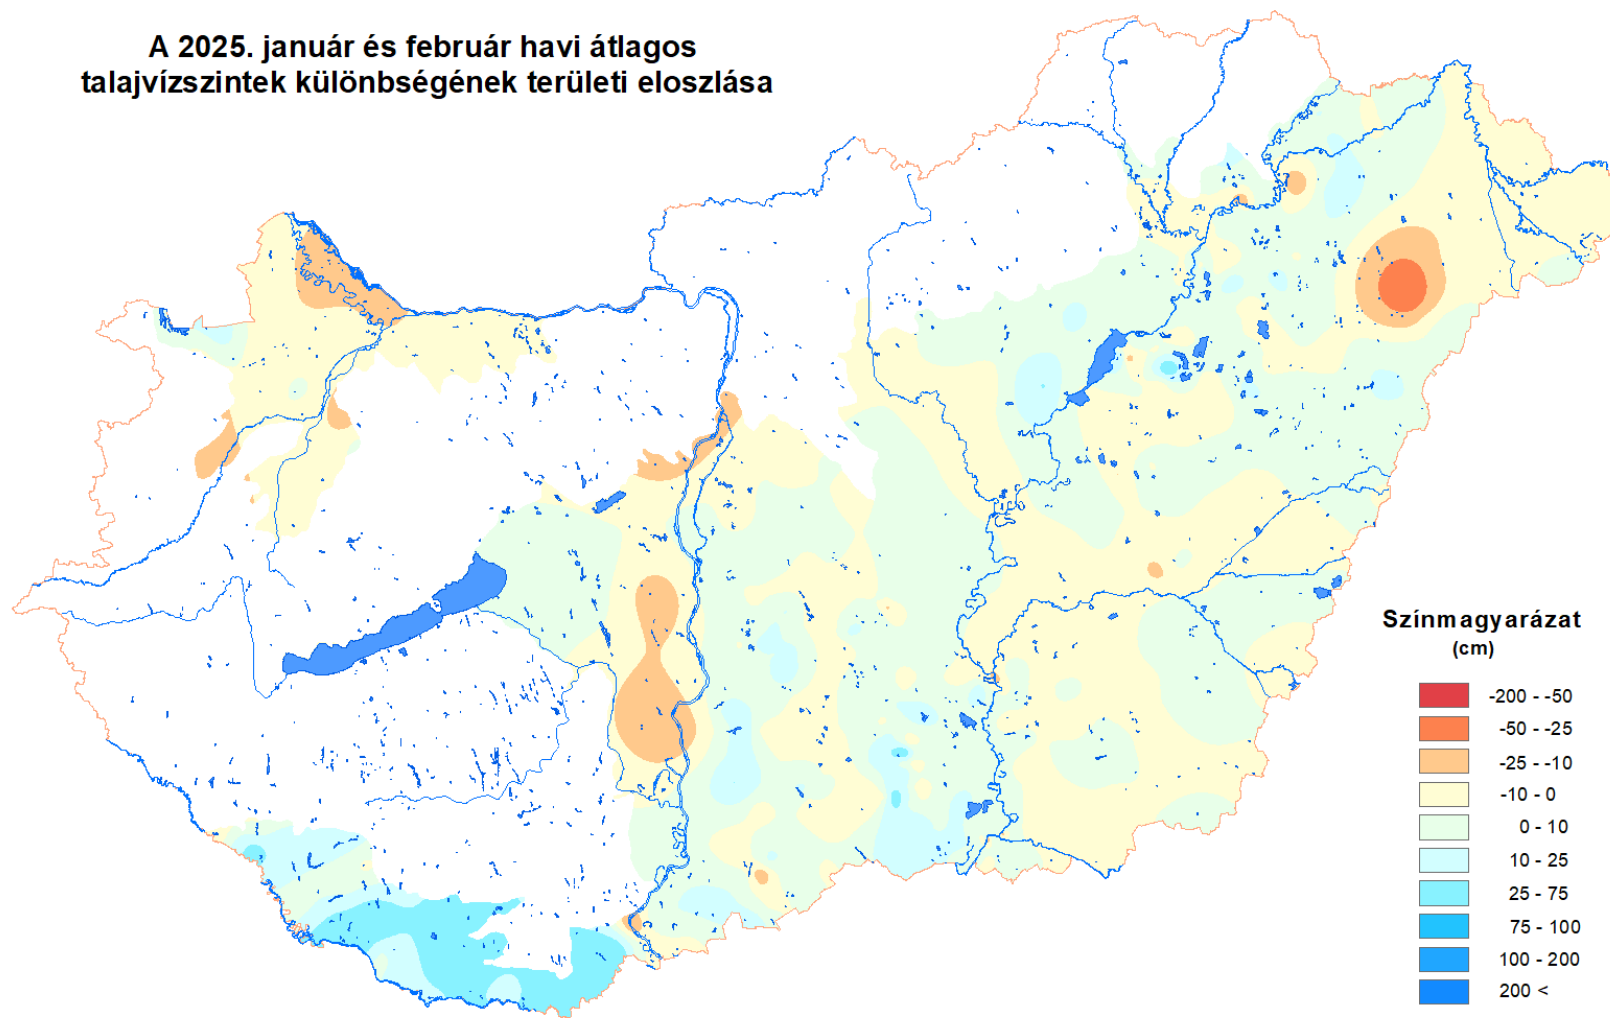 A 2025. január és február havi átlagos
talajvízszintek különbségének területi eloszlása
Színmagyarázat
(cm)
-200 - -50
-50 - -25
-25 - -10
-10 - 0
0 - 10
10 - 25
25 - 75
75 - 100
100 - 200
200 <